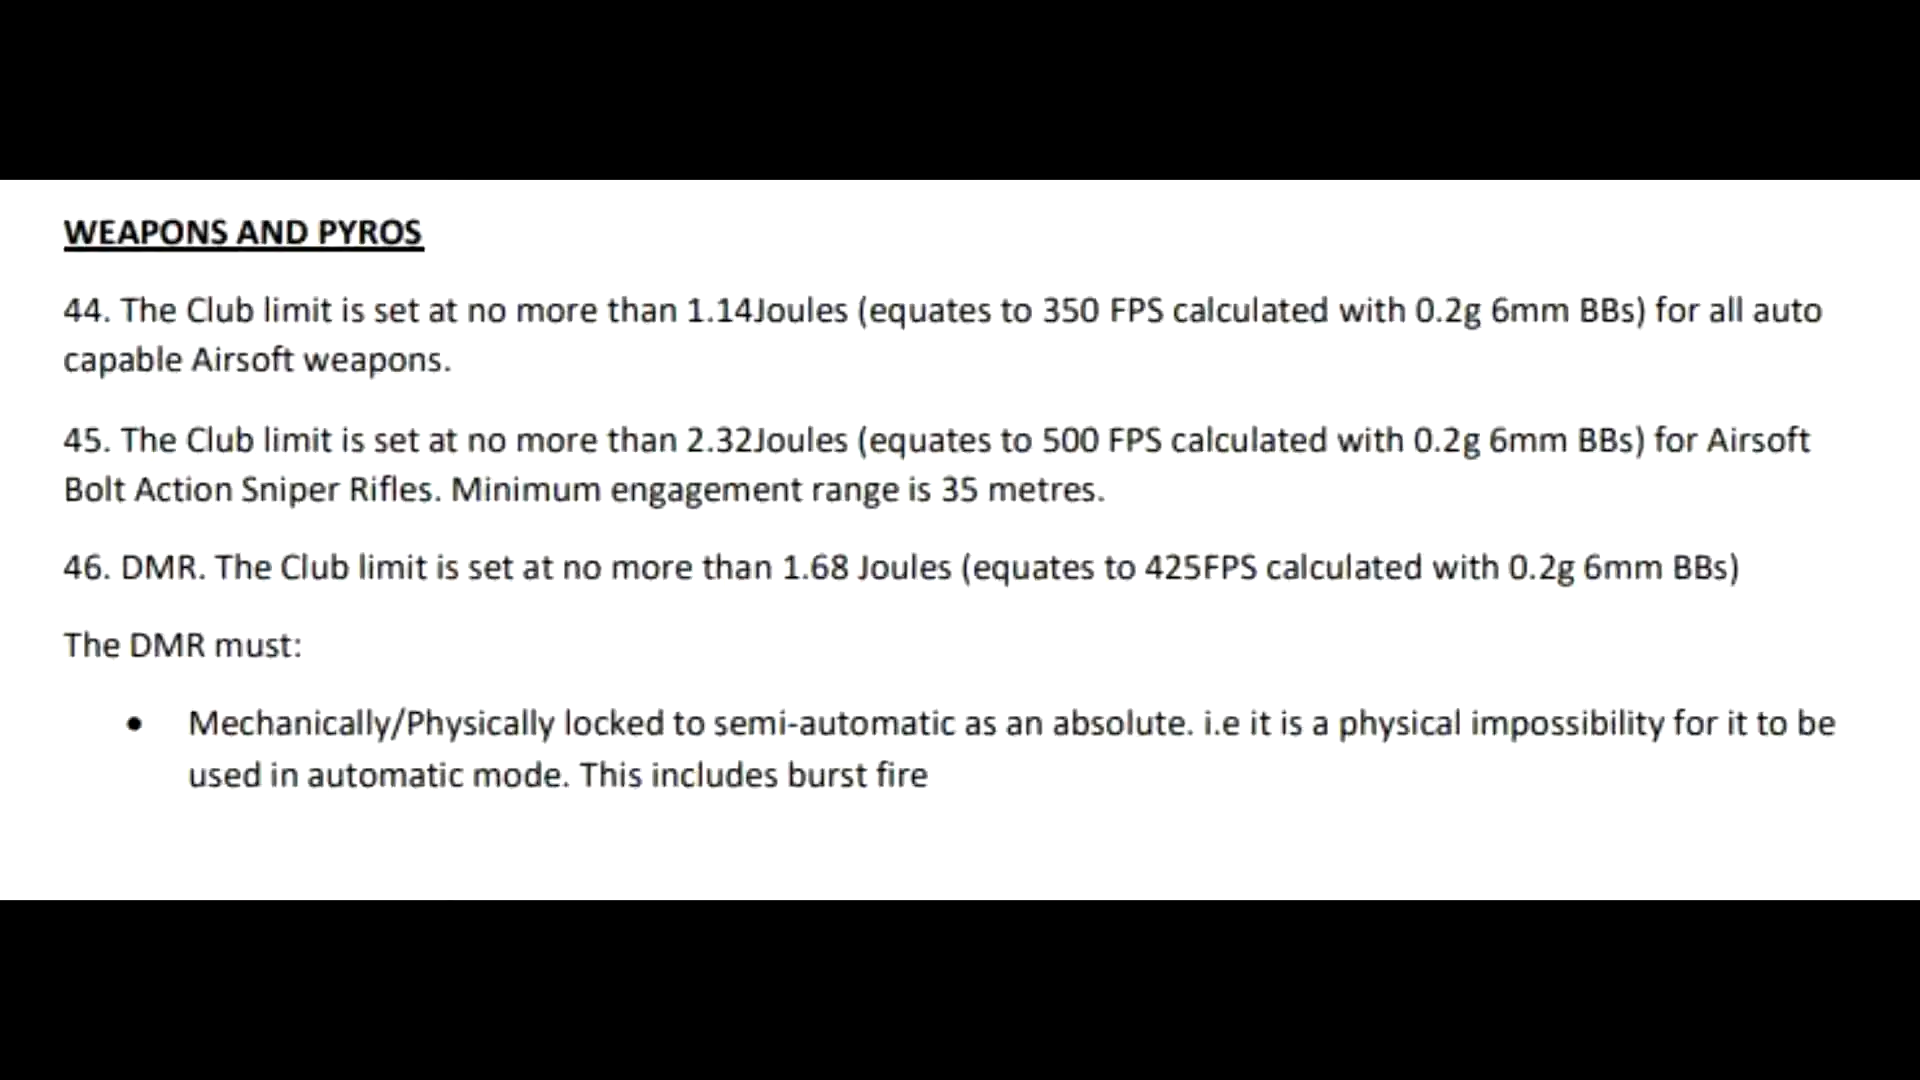 WEAPONS AND PYROS
44. The Club limit is set at no more than 1.14Joules (equates to 350 FPS calculated with 0.2g 6mm BBs) for all auto
capable Airsoft weapons.
45. The Club limit is set at no more than 2.32Joules (equates to 500 FPS calculated with 0.2g 6mm BBs) for Airsoft
Bolt Action Sniper Rifles. Minimum engagement range is 35 metres.
46. DMR. The Club limit is set at no more than 1.68 Joules (equates to 425FPS calculated with 0.2g 6mm BBs)
The DMR must:
• Mechanically/Physically locked to semi-automatic as an absolute. i.e it is a physical impossibility for it to be
used in automatic mode. This includes burst fire